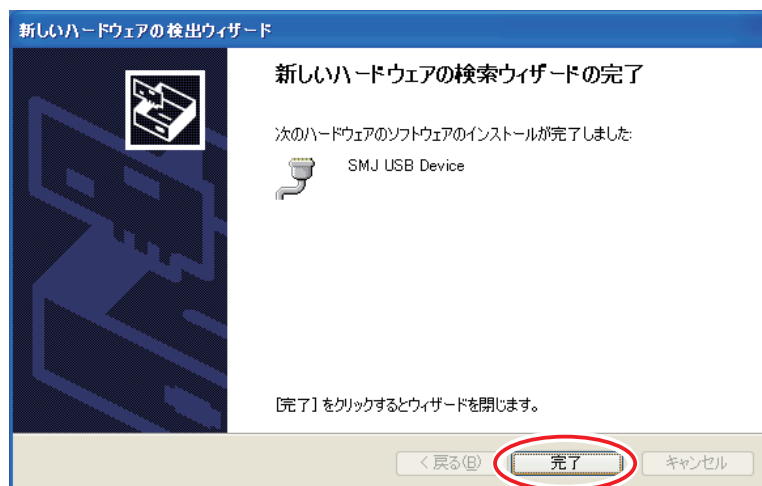 新しいハードウェアの検出ウィザード
新しいハードウェアの検索ウィザードの完了
次のハードウェアのソフトウェアのインストールが完了しました:
SMJ USB Device
[完了] をクリックするとウィザードを閉じます。
< 戻る(B)
完了
キャンセル